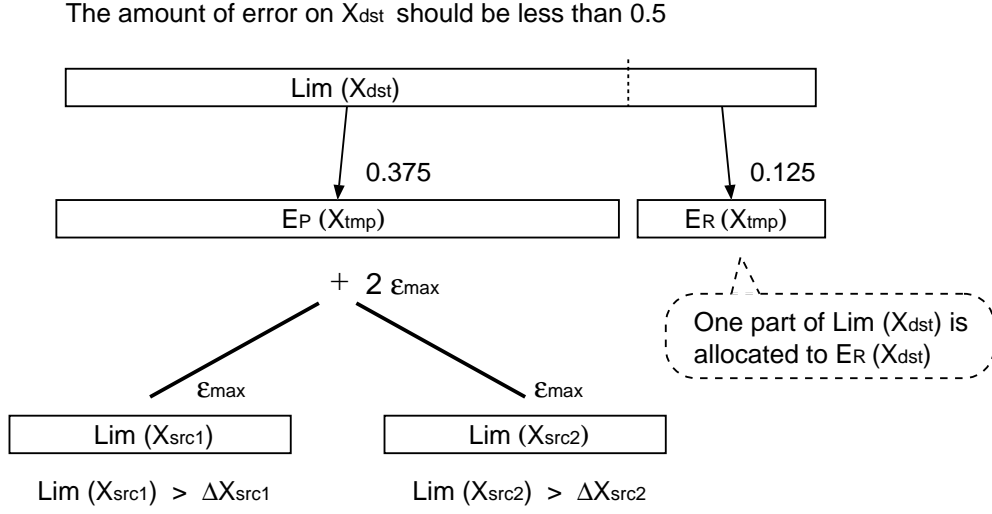 The amount of error on Xdst should be less than 0.5
Lim (Xdst)
0.375 0.125
EP (Xtmp) ER (Xtmp)
+ 2 εmax
One part of Lim (Xdst) is
allocated to ER (Xdst)
εmax εmax
Lim (Xsrc1) Lim (Xsrc2)
Lim (Xsrc1) > ΔXsrc1 Lim (Xsrc2) > ΔXsrc2